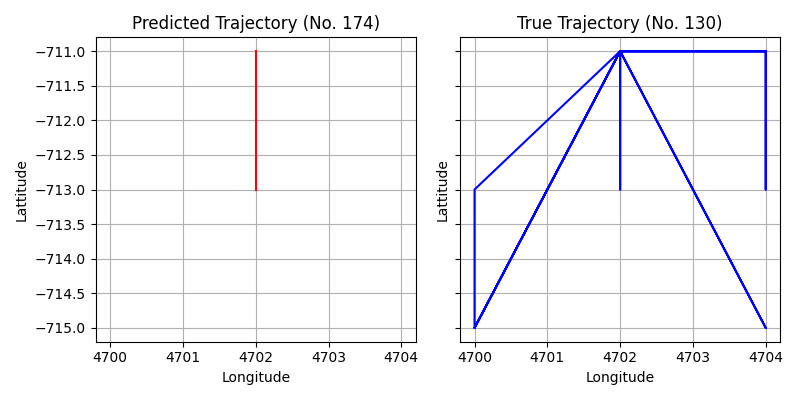 Predicted Trajectory (No. 174)
−711.0
−711.5
−712.0
−712.5
−713.0
−713.5
−714.0
−714.5
−715.0
Lattitude
4700 4701 4702 4703 4704
Longitude
True Trajectory (No. 130)
Lattitude
4700 4701 4702 4703 4704
Longitude